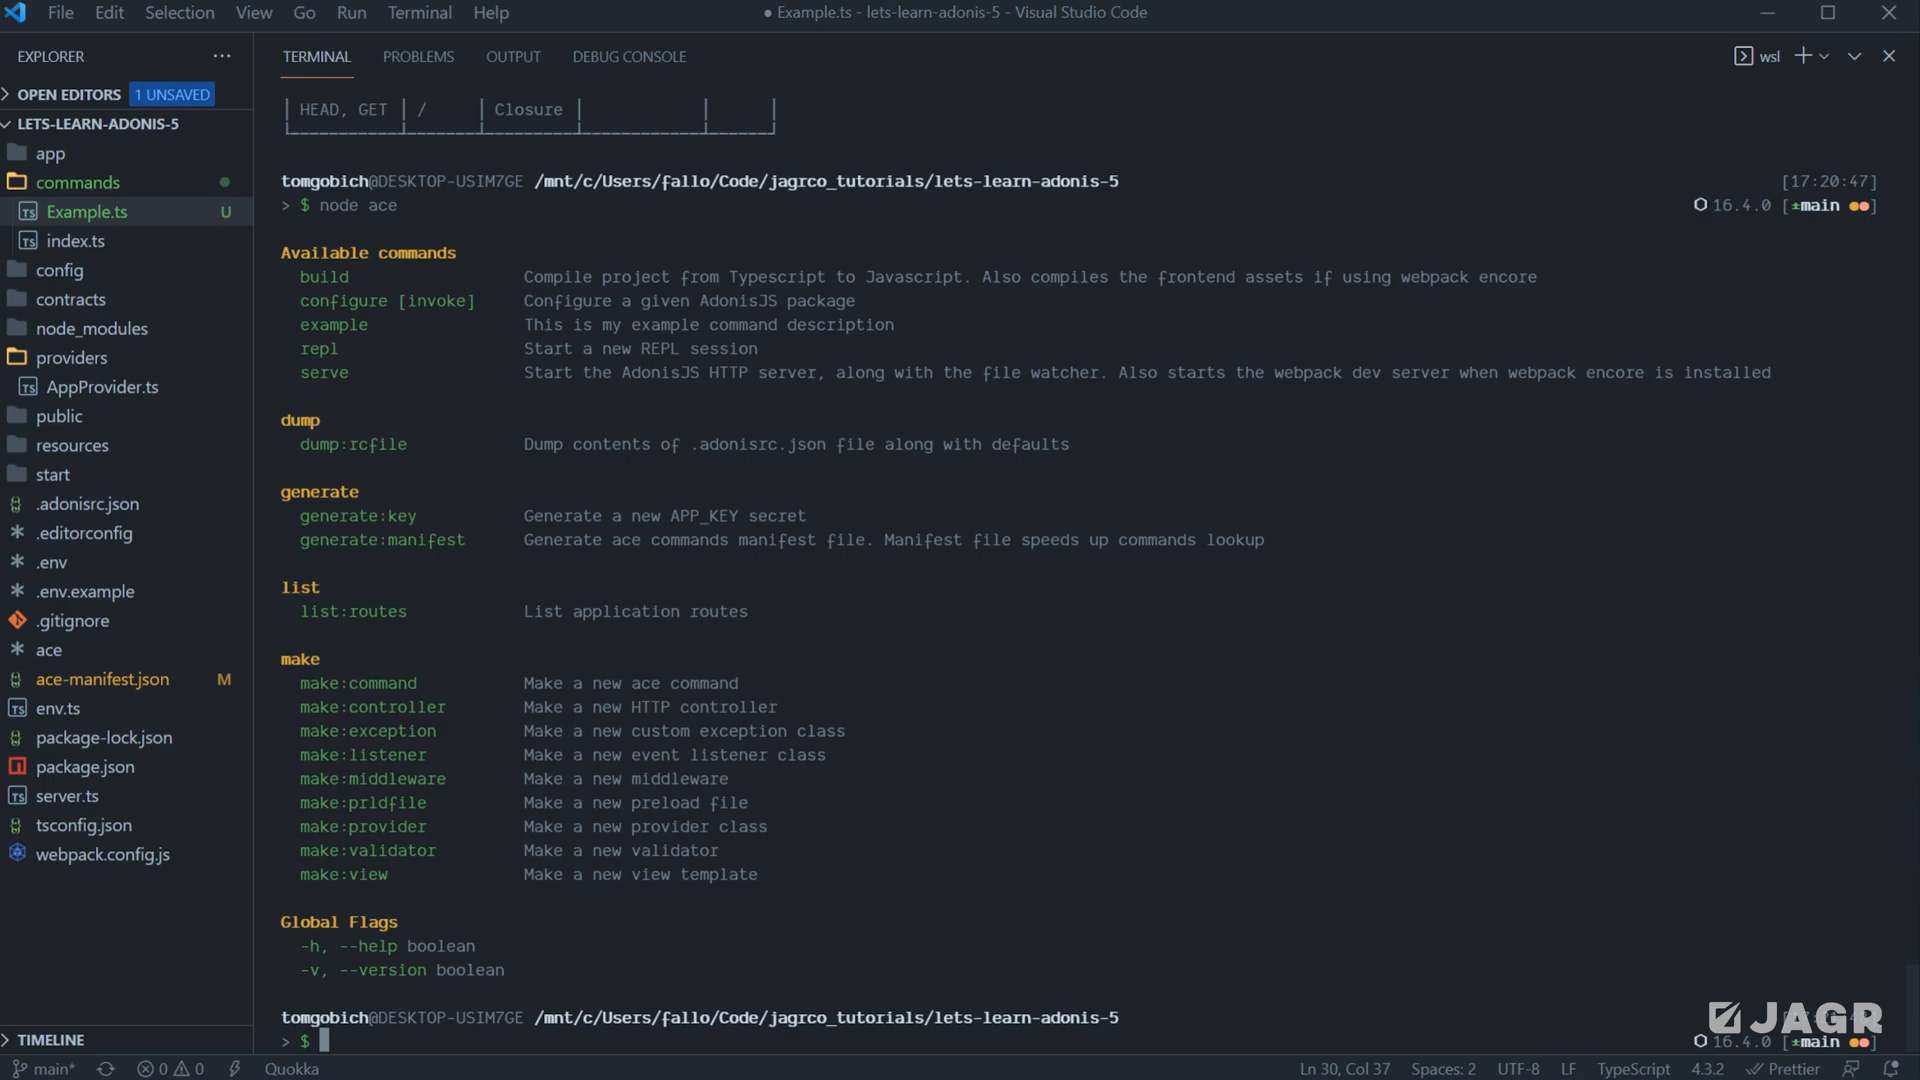 File Edit Selection View Go Run Terminal Help
● Example.ts - lets-learn-adonis-5 - Visual Studio Code
EXPLORER
OPEN EDITORS 1 UNSAVED
LETS-LEARN-ADONIS-5
app
commands
Example.ts U
index.ts
config
contracts
node_modules
providers
AppProvider.ts
public
resources
start
.adonisrc.json
.editorconfig
.env
.env.example
.gitignore
ace
ace-manifest.json M
env.ts
package-lock.json
package.json
server.ts
tsconfig.json
webpack.config.js
TIMELINE
TERMINAL PROBLEMS OUTPUT DEBUG CONSOLE
wsl
HEAD, GET / Closure
tomgobich@DESKTOP-USIM7GE /mnt/c/Users/fallo/Code/jagrco_tutorials/lets-learn-adonis-5 [17:20:47]
> $ node ace 16.4.0 [±main ●●]
Available commands
build Compile project from Typescript to Javascript. Also compiles the frontend assets if using webpack encore
configure [invoke] Configure a given AdonisJS package
example This is my example command description
repl Start a new REPL session
serve Start the AdonisJS HTTP server, along with the file watcher. Also starts the webpack dev server when webpack encore is installed
dump
dump:rcfile Dump contents of .adonisrc.json file along with defaults
generate
generate:key Generate a new APP_KEY secret
generate:manifest Generate ace commands manifest file. Manifest file speeds up commands lookup
list
list:routes List application routes
make
make:command Make a new ace command
make:controller Make a new HTTP controller
make:exception Make a new custom exception class
make:listener Make a new event listener class
make:middleware Make a new middleware
make:prldfile Make a new preload file
make:provider Make a new provider class
make:validator Make a new validator
make:view Make a new view template
Global Flags
-h, --help boolean
-v, --version boolean
tomgobich@DESKTOP-USIM7GE /mnt/c/Users/fallo/Code/jagrco_tutorials/lets-learn-adonis-5
> $ 16.4.0 [±main ●●]
JAGR
main* 0 0 Quokka
Ln 30, Col 37 Spaces: 2 UTF-8 LF TypeScript 4.3.2 Prettier